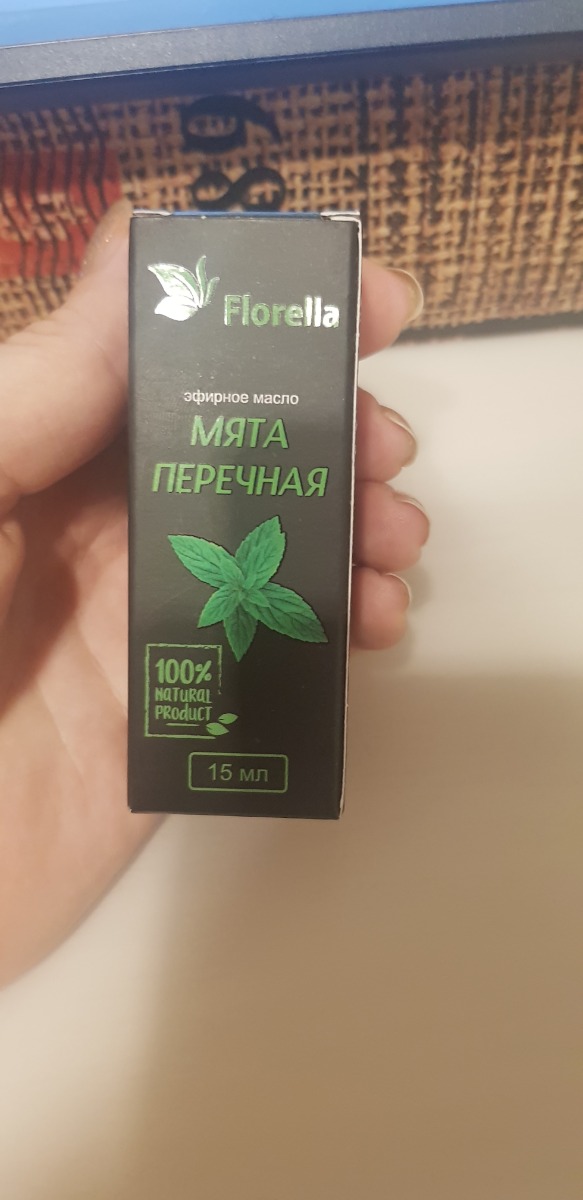 Florella
эфирное масло
МЯТА
ПЕРЕЧНАЯ
100%
NATURAL
PRODUCT
15 мл